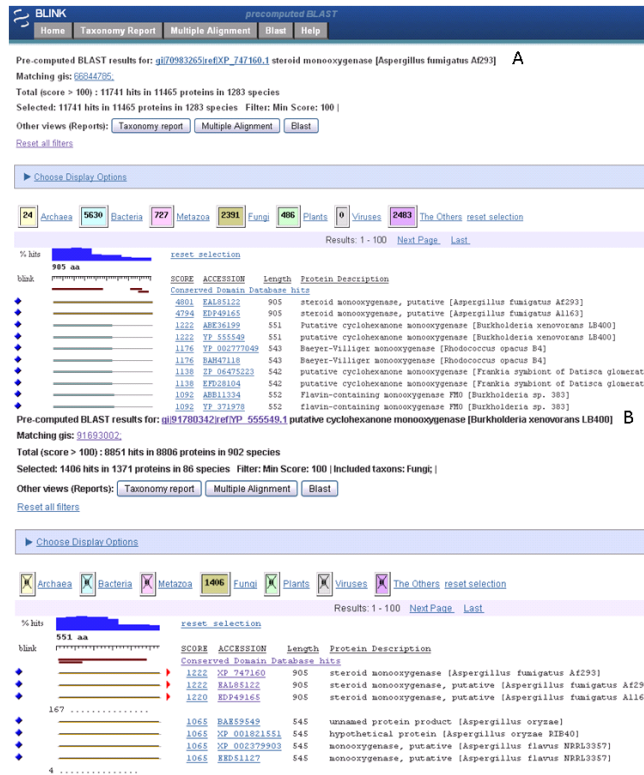 BLINK precomputed BLAST
Home Taxonomy Report Multiple Alignment Blast Help
Pre-computed BLAST results for: gi|70983265|ref|XP_747160.1 steroid monooxygenase [Aspergillus fumigatus Af293] A
Matching gis: 66844785;
Total (score > 100) : 11741 hits in 11465 proteins in 1283 species
Selected: 11741 hits in 11465 proteins in 1283 species Filter: Min Score: 100 |
Other views (Reports): Taxonomy report Multiple Alignment Blast
Reset all filters
Choose Display Options
24 Archaea 5630 Bacteria 727 Metazoa 2391 Fungi 486 Plants 0 Viruses 2483 The Others reset selection
Results: 1 - 100 Next Page Last
% hits reset selection
905 aa
blink SCORE ACCESSION Length Protein Description
Conserved Domain Database hits
4801 EAL85122 905 steroid monooxygenase, putative [Aspergillus fumigatus Af293]
4794 EDP49165 905 steroid monooxygenase, putative [Aspergillus fumigatus A1163]
1222 ABE36199 551 Putative cyclohexanone monooxygenase [Burkholderia xenovorans LB400]
1222 YP_555549 551 putative cyclohexanone monooxygenase [Burkholderia xenovorans LB400]
1176 YP_002777049 543 Baeyer-Villiger monooxygenase [Rhodococcus opacus B4]
1176 BAH47118 543 Baeyer-Villiger monooxygenase [Rhodococcus opacus B4]
1138 ZP_06475223 542 putative cyclohexanone monooxygenase [Frankia symbiont of Datisca glomerat
1138 EFD28104 542 putative cyclohexanone monooxygenase [Frankia symbiont of Datisca glomerat
1092 ABB11334 552 Flavin-containing monooxygenase FMO [Burkholderia sp. 383]
1092 YP_371978 552 flavin-containing monooxygenase FMO [Burkholderia sp. 383]
Pre-computed BLAST results for: gi|91780342|ref|YP_555549.1 putative cyclohexanone monooxygenase [Burkholderia xenovorans LB400] B
Matching gis: 91693002;
Total (score > 100) : 8851 hits in 8806 proteins in 902 species
Selected: 1406 hits in 1371 proteins in 86 species Filter: Min Score: 100 | Included taxons: Fungi; |
Other views (Reports): Taxonomy report Multiple Alignment Blast
Reset all filters
Choose Display Options
Archaea Bacteria Metazoa 1406 Fungi Plants Viruses The Others reset selection
Results: 1 - 100 Next Page Last
% hits reset selection
551 aa
blink SCORE ACCESSION Length Protein Description
Conserved Domain Database hits
1222 XP_747160 905 steroid monooxygenase [Aspergillus fumigatus Af293]
1222 EAL85122 905 steroid monooxygenase, putative [Aspergillus fumigatus Af29
1220 EDP49165 905 steroid monooxygenase, putative [Aspergillus fumigatus A116
167 ..............
1065 BAE59549 545 unnamed protein product [Aspergillus oryzae]
1065 XP_001821551 545 hypothetical protein [Aspergillus oryzae RIB40]
1065 XP_002379903 545 monooxygenase, putative [Aspergillus flavus NRRL3357]
1065 EED51127 545 monooxygenase, putative [Aspergillus flavus NRRL3357]
4 ..............